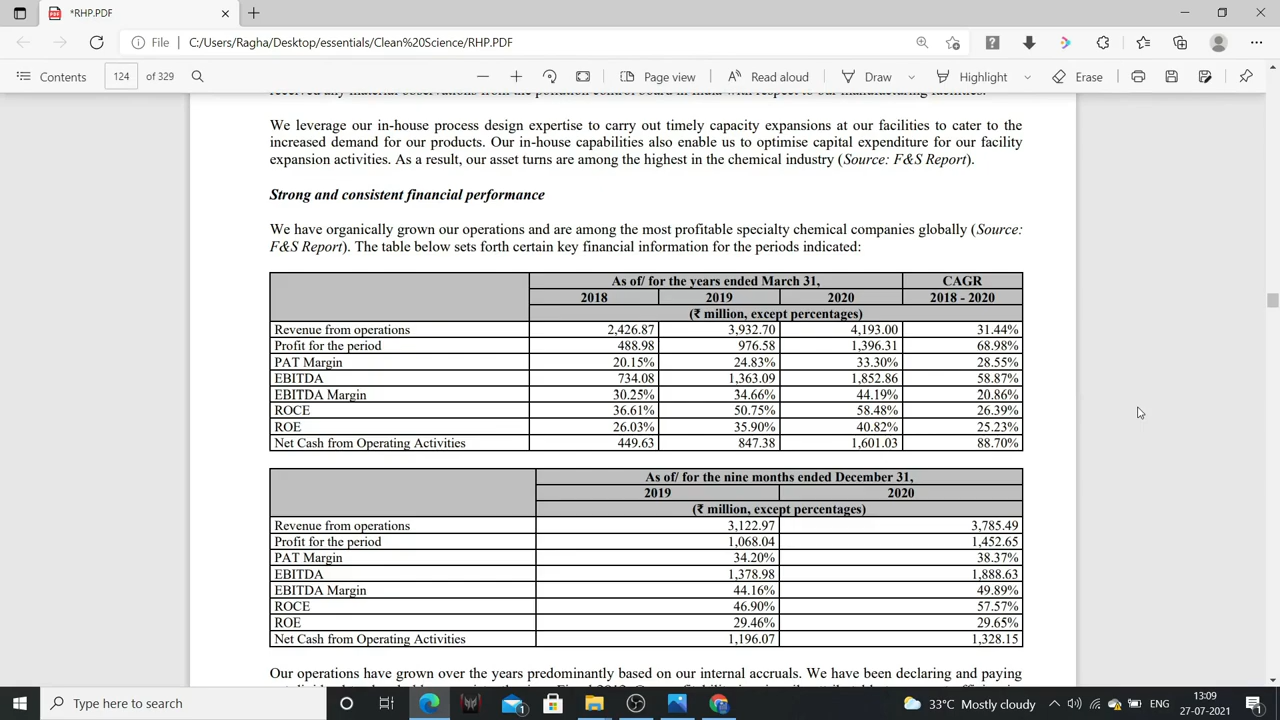 *RHP.PDF
File C:/Users/Ragha/Desktop/essentials/Clean%20Science/RHP.PDF
Contents 124 of 329 Page view Read aloud Draw Highlight Erase
received any material observations from the pollution control board in India with respect to our manufacturing facilities.
We leverage our in-house process design expertise to carry out timely capacity expansions at our facilities to cater to the
increased demand for our products. Our in-house capabilities also enable us to optimise capital expenditure for our facility
expansion activities. As a result, our asset turns are among the highest in the chemical industry (Source: F&S Report).
Strong and consistent financial performance
We have organically grown our operations and are among the most profitable specialty chemical companies globally (Source:
F&S Report). The table below sets forth certain key financial information for the periods indicated:
As of/ for the years ended March 31, CAGR
2018 2019 2020 2018 - 2020
(₹ million, except percentages)
Revenue from operations 2,426.87 3,932.70 4,193.00 31.44%
Profit for the period 488.98 976.58 1,396.31 68.98%
PAT Margin 20.15% 24.83% 33.30% 28.55%
EBITDA 734.08 1,363.09 1,852.86 58.87%
EBITDA Margin 30.25% 34.66% 44.19% 20.86%
ROCE 36.61% 50.75% 58.48% 26.39%
ROE 26.03% 35.90% 40.82% 25.23%
Net Cash from Operating Activities 449.63 847.38 1,601.03 88.70%
As of/ for the nine months ended December 31,
2019 2020
(₹ million, except percentages)
Revenue from operations 3,122.97 3,785.49
Profit for the period 1,068.04 1,452.65
PAT Margin 34.20% 38.37%
EBITDA 1,378.98 1,888.63
EBITDA Margin 44.16% 49.89%
ROCE 46.90% 57.57%
ROE 29.46% 29.65%
Net Cash from Operating Activities 1,196.07 1,328.15
Our operations have grown over the years predominantly based on our internal accruals. We have been declaring and paying
Type here to search 33°C Mostly cloudy 13:09
27-07-2021